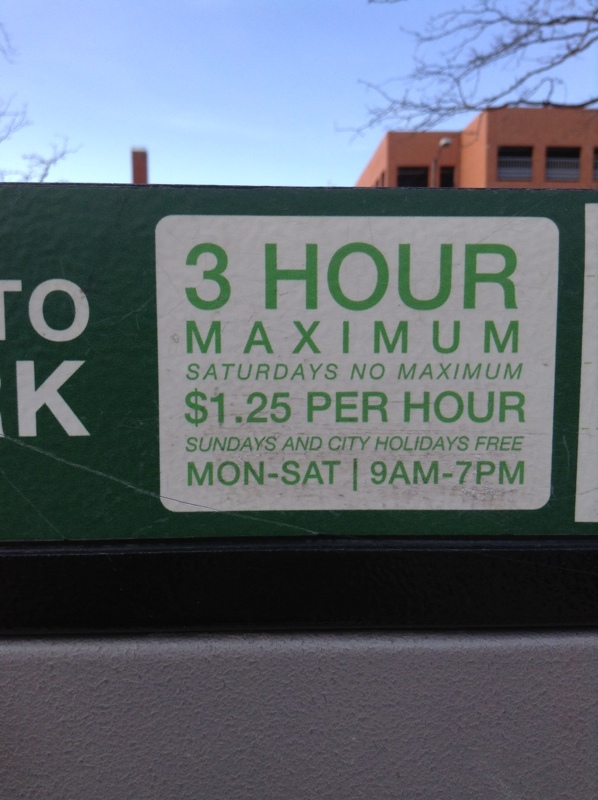 TO
RK
3 HOUR
MAXIMUM
SATURDAYS NO MAXIMUM
$1.25 PER HOUR
SUNDAYS AND CITY HOLIDAYS FREE
MON-SAT | 9AM-7PM